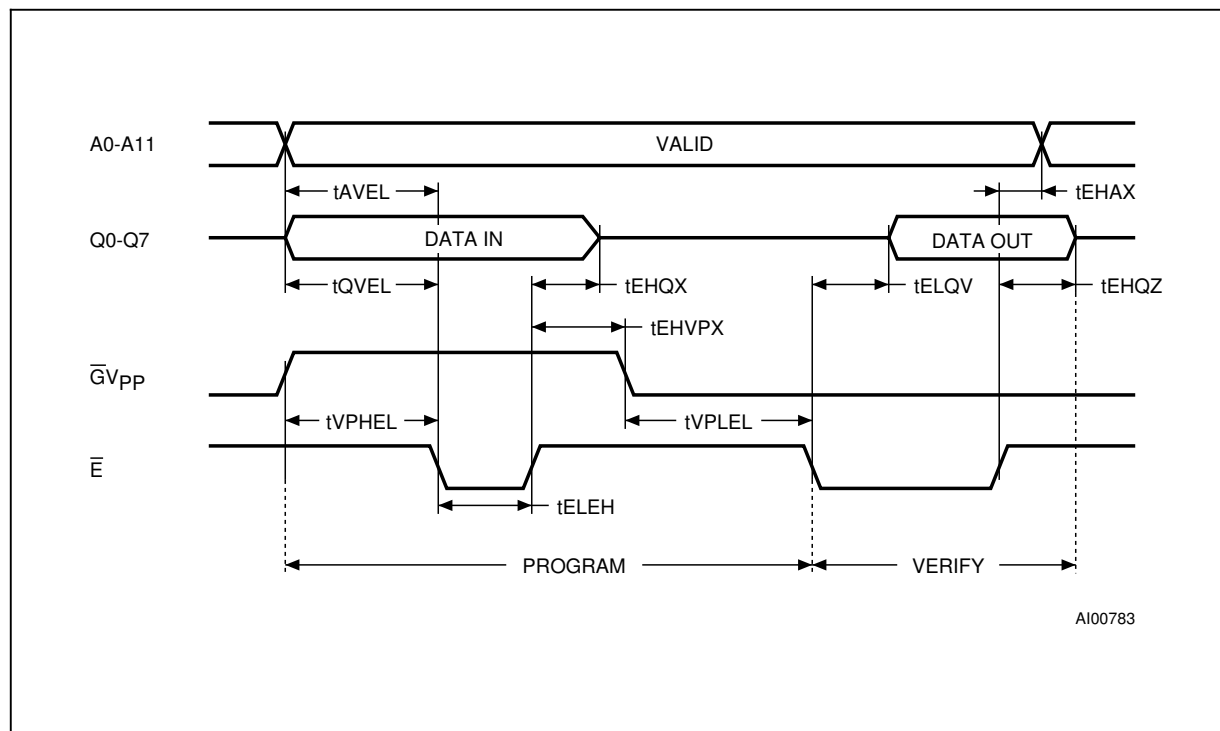 A0-A11
VALID
tAVEL
tEHAX
Q0-Q7
DATA IN
DATA OUT
tQVEL
tEHQX
tELQV
tEHQZ
tEHVPX
G̅VPP
tVPHEL
tVPLEL
E̅
tELEH
PROGRAM
VERIFY
AI00783